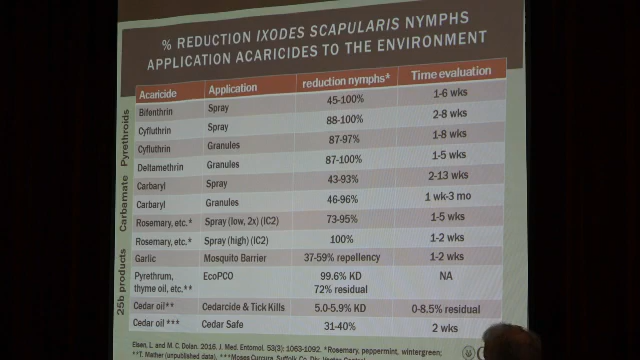 % REDUCTION IXODES SCAPULARIS NYMPHS
APPLICATION ACARICIDES TO THE ENVIRONMENT
Acaricide Application reduction nymphs* Time evaluation
Pyrethroids
Bifenthrin Spray 45-100% 1-6 wks
Cyfluthrin Spray 88-100% 2-8 wks
Cyfluthrin Granules 87-97% 1-8 wks
Deltamethrin Granules 87-100% 1-5 wks
Carbamate
Carbaryl Spray 43-93% 2-13 wks
Carbaryl Granules 46-96% 1 wk-3 mo
25b products
Rosemary, etc.* Spray (low, 2x) (IC2) 73-95% 1-5 wks
Rosemary, etc.* Spray (high) (IC2) 100% 1-2 wks
Garlic Mosquito Barrier 37-59% repellency 1-2 wks
Pyrethrum, EcoPCO 99.6% KD NA
thyme oil, etc.** 72% residual
Cedar oil** Cedarcide & Tick Kills 5.0-5.9% KD 0-8.5% residual
Cedar oil *** Cedar Safe 31-40% 2 wks
Eisen, L. and M. C. Dolan. 2016. J. Med. Entomol. 53(3): 1063-1092. *Rosemary, peppermint, wintergreen;
**T. Mather (unpublished data). ***Moses Cucura, Suffolk Co.